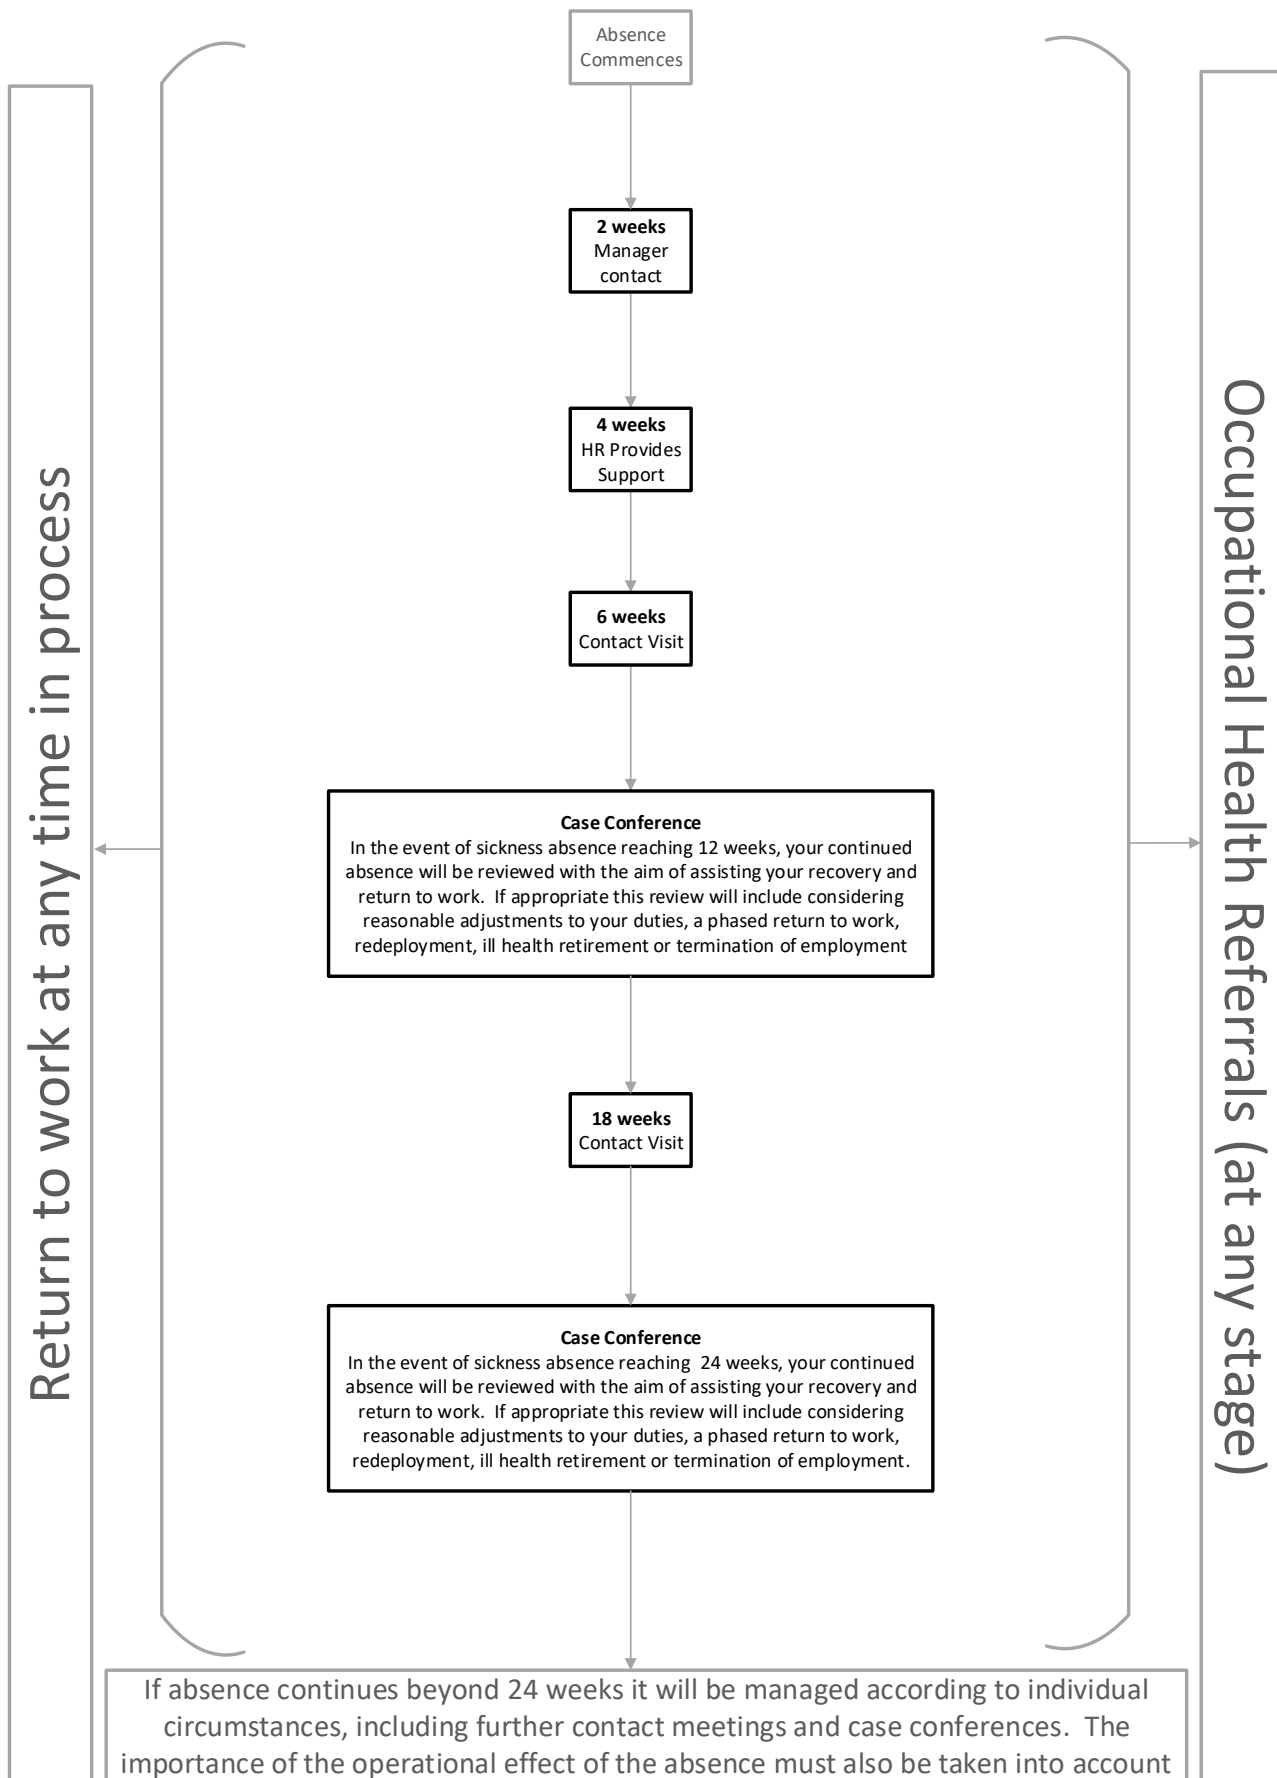 Absence
Commences
2 weeks
Manager
contact
4 weeks
HR Provides
Support
6 weeks
Contact Visit
Case Conference
In the event of sickness absence reaching 12 weeks, your continued
absence will be reviewed with the aim of assisting your recovery and
return to work.  If appropriate this review will include considering
reasonable adjustments to your duties, a phased return to work,
redeployment, ill health retirement or termination of employment
18 weeks
Contact Visit
Case Conference
In the event of sickness absence reaching  24 weeks, your continued
absence will be reviewed with the aim of assisting your recovery and
return to work.  If appropriate this review will include considering
reasonable adjustments to your duties, a phased return to work,
redeployment, ill health retirement or termination of employment.
If absence continues beyond 24 weeks it will be managed according to individual
circumstances, including further contact meetings and case conferences.  The
importance of the operational effect of the absence must also be taken into account
Return to work at any time in process
Occupational Health Referrals (at any stage)